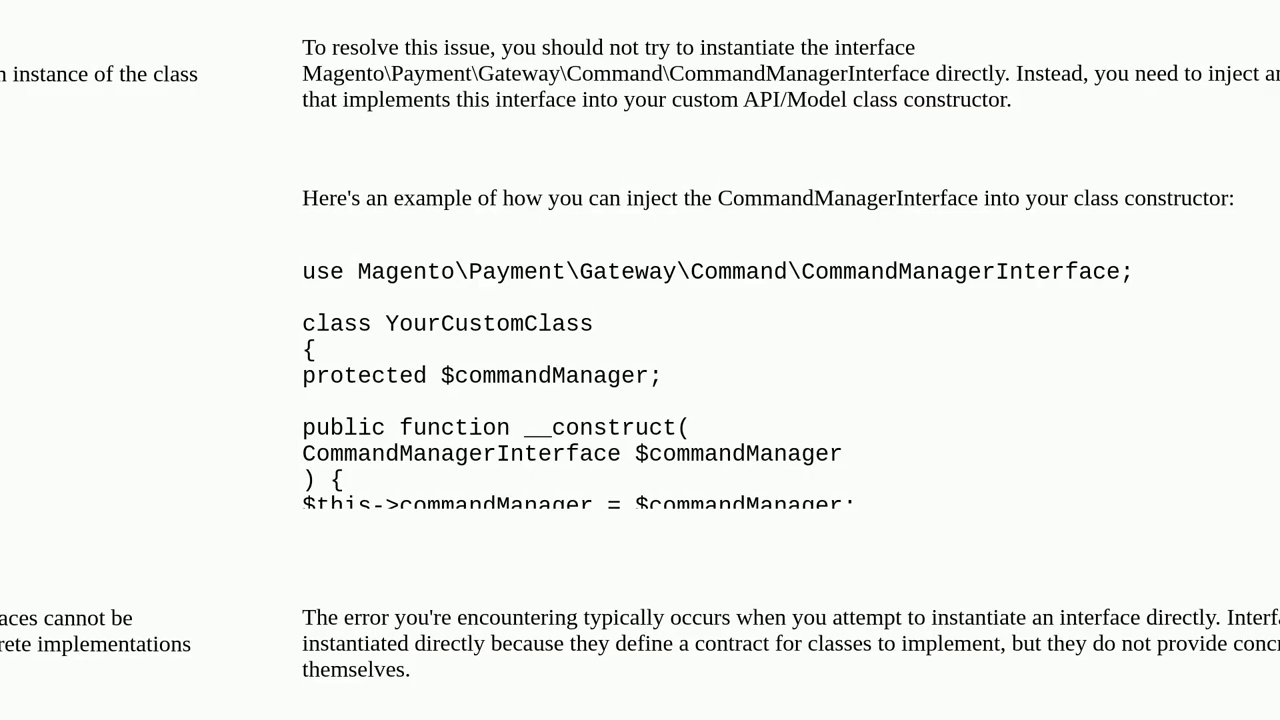 To resolve this issue, you should not try to instantiate the interface
n instance of the class
Magento\Payment\Gateway\Command\CommandManagerInterface directly. Instead, you need to inject an
that implements this interface into your custom API/Model class constructor.
Here's an example of how you can inject the CommandManagerInterface into your class constructor:
use Magento\Payment\Gateway\Command\CommandManagerInterface;
class YourCustomClass
{
protected $commandManager;
public function __construct(
CommandManagerInterface $commandManager
) {
$this->commandManager = $commandManager;
aces cannot be
rete implementations
The error you're encountering typically occurs when you attempt to instantiate an interface directly. Interfa
instantiated directly because they define a contract for classes to implement, but they do not provide conc
themselves.